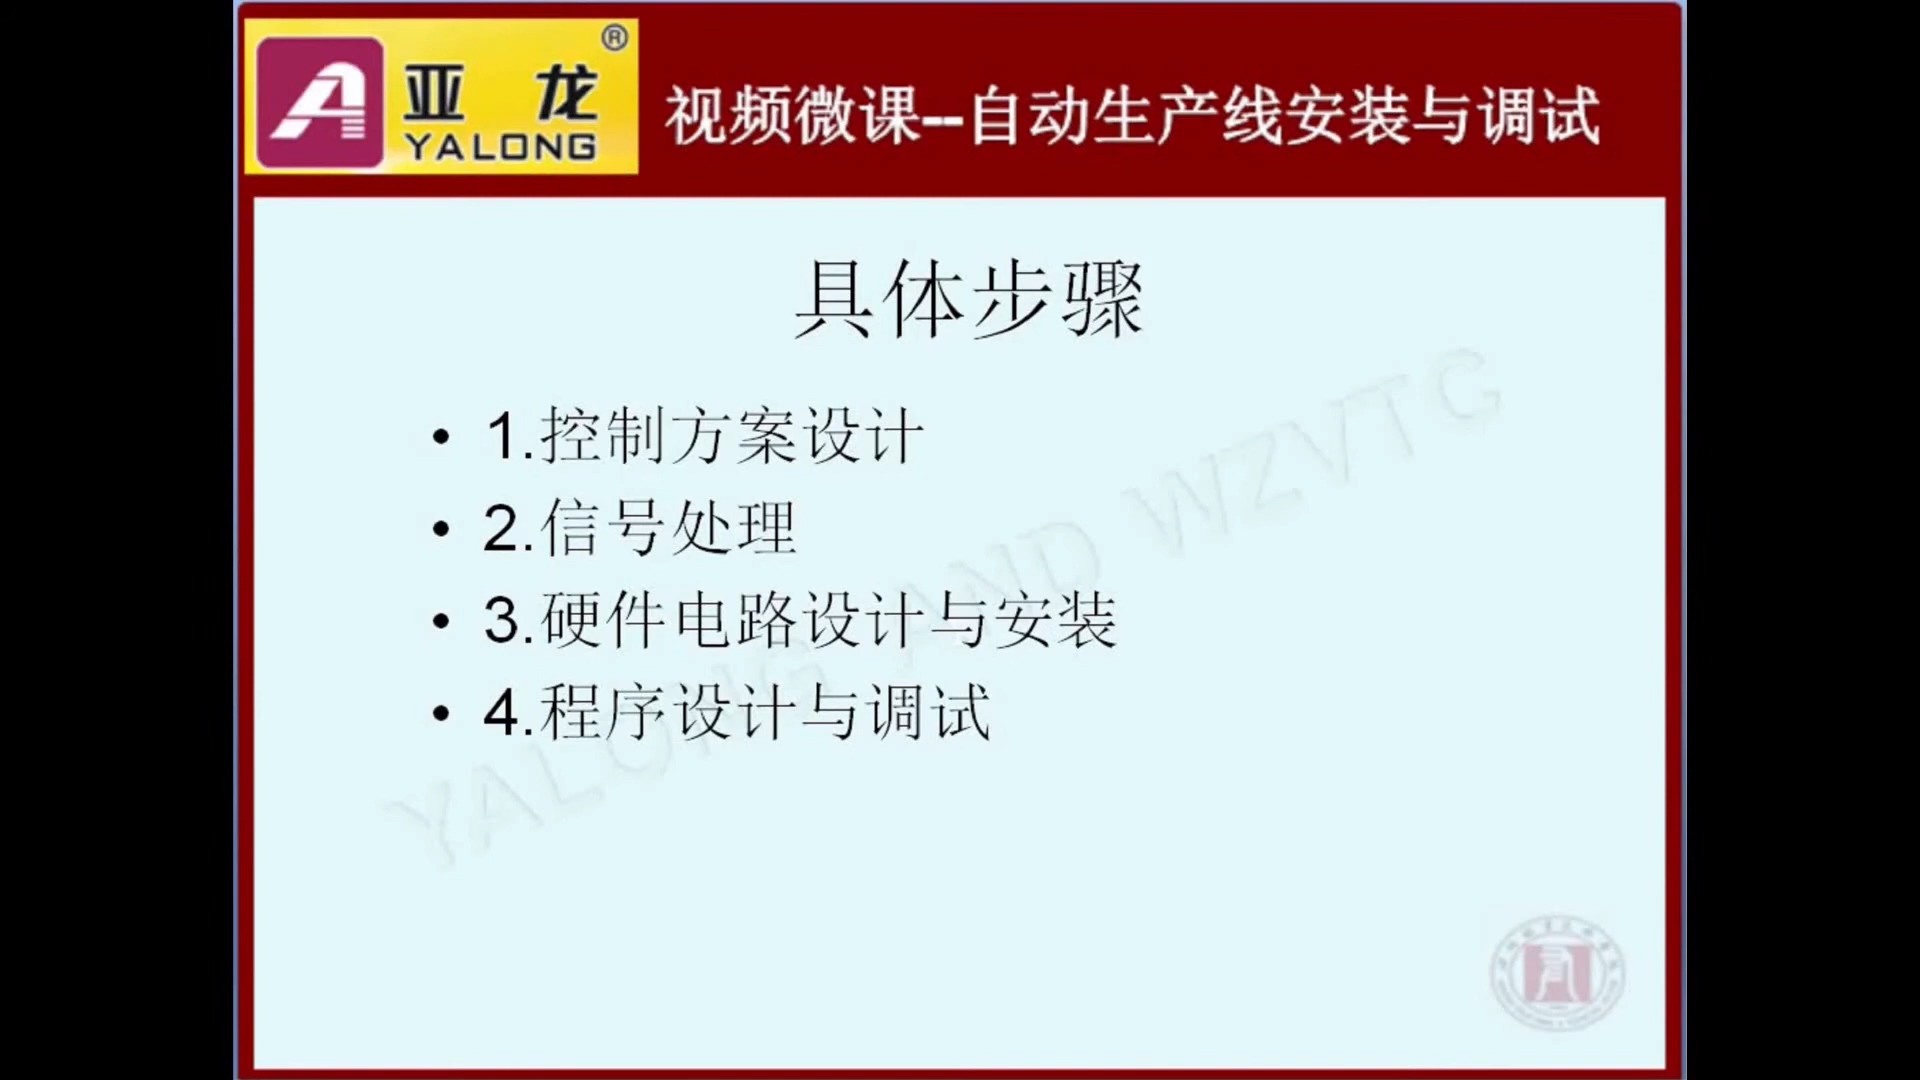 ®
亚龙
YALONG
视频微课--自动生产线安装与调试
具体步骤
• 1.控制方案设计
• 2.信号处理
• 3.硬件电路设计与安装
• 4.程序设计与调试
YALONG AND WZVTC